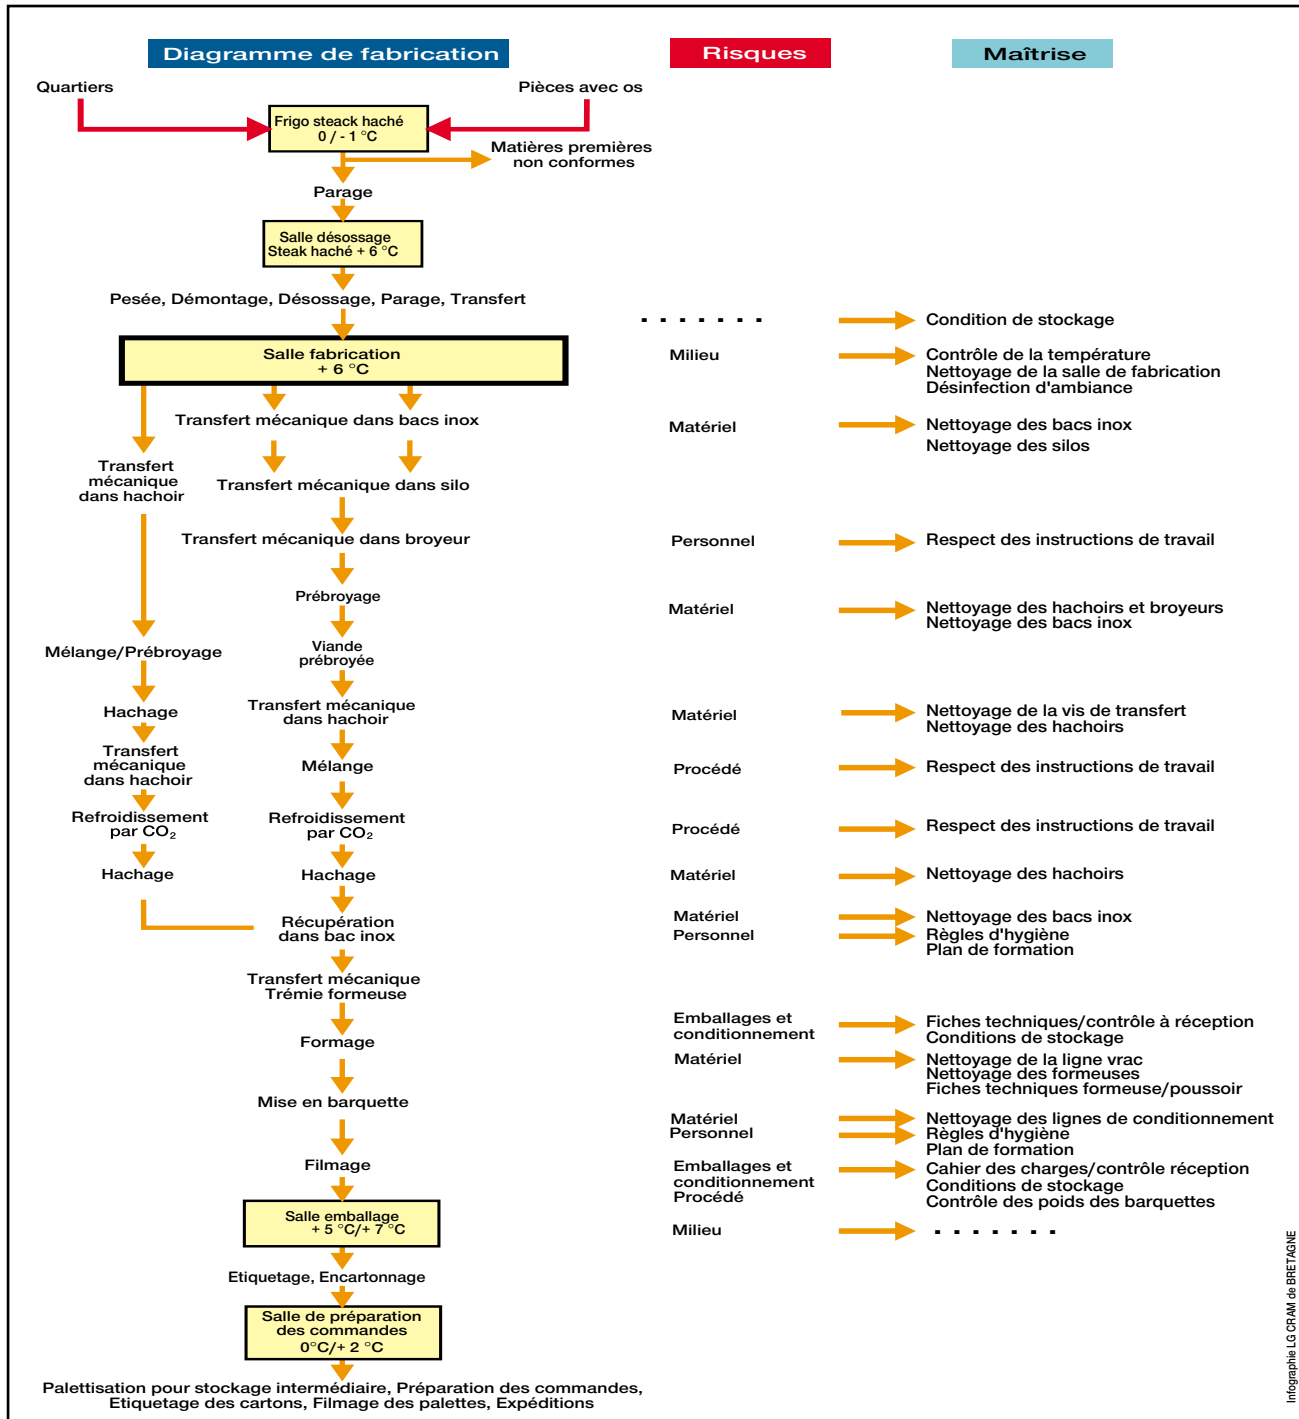 Diagramme de fabrication
Risques
Maîtrise
Quartiers
Pièces avec os
Frigo steack haché
0 / - 1 °C
Matières premières
non conformes
Parage
Salle désossage
Steak haché + 6 °C
Pesée, Démontage, Désossage, Parage, Transfert
. . . . . . .
Condition de stockage
Salle fabrication
+ 6 °C
Milieu
Contrôle de la température
Nettoyage de la salle de fabrication
Désinfection d'ambiance
Transfert mécanique dans bacs inox
Matériel
Nettoyage des bacs inox
Nettoyage des silos
Transfert
mécanique
dans hachoir
Transfert mécanique dans silo
Transfert mécanique dans broyeur
Personnel
Respect des instructions de travail
Prébroyage
Matériel
Nettoyage des hachoirs et broyeurs
Nettoyage des bacs inox
Mélange/Prébroyage
Viande
prébroyée
Hachage
Transfert mécanique
dans hachoir
Matériel
Nettoyage de la vis de transfert
Nettoyage des hachoirs
Transfert
mécanique
dans hachoir
Mélange
Procédé
Respect des instructions de travail
Refroidissement
par CO₂
Refroidissement
par CO₂
Procédé
Respect des instructions de travail
Hachage
Hachage
Matériel
Nettoyage des hachoirs
Récupération
dans bac inox
Matériel
Nettoyage des bacs inox
Personnel
Règles d'hygiène
Plan de formation
Transfert mécanique
Trémie formeuse
Formage
Emballages et
conditionnement
Fiches techniques/contrôle à réception
Conditions de stockage
Matériel
Nettoyage de la ligne vrac
Nettoyage des formeuses
Fiches techniques formeuse/poussoir
Mise en barquette
Matériel
Nettoyage des lignes de conditionnement
Personnel
Règles d'hygiène
Plan de formation
Filmage
Emballages et
conditionnement
Procédé
Cahier des charges/contrôle réception
Conditions de stockage
Contrôle des poids des barquettes
Salle emballage
+ 5 °C/+ 7 °C
Milieu
. . . . . . .
Etiquetage, Encartonnage
Salle de préparation
des commandes
0°C/+ 2 °C
Palettisation pour stockage intermédiaire, Préparation des commandes,
Etiquetage des cartons, Filmage des palettes, Expéditions
Infographie LG CRAM de BRETAGNE